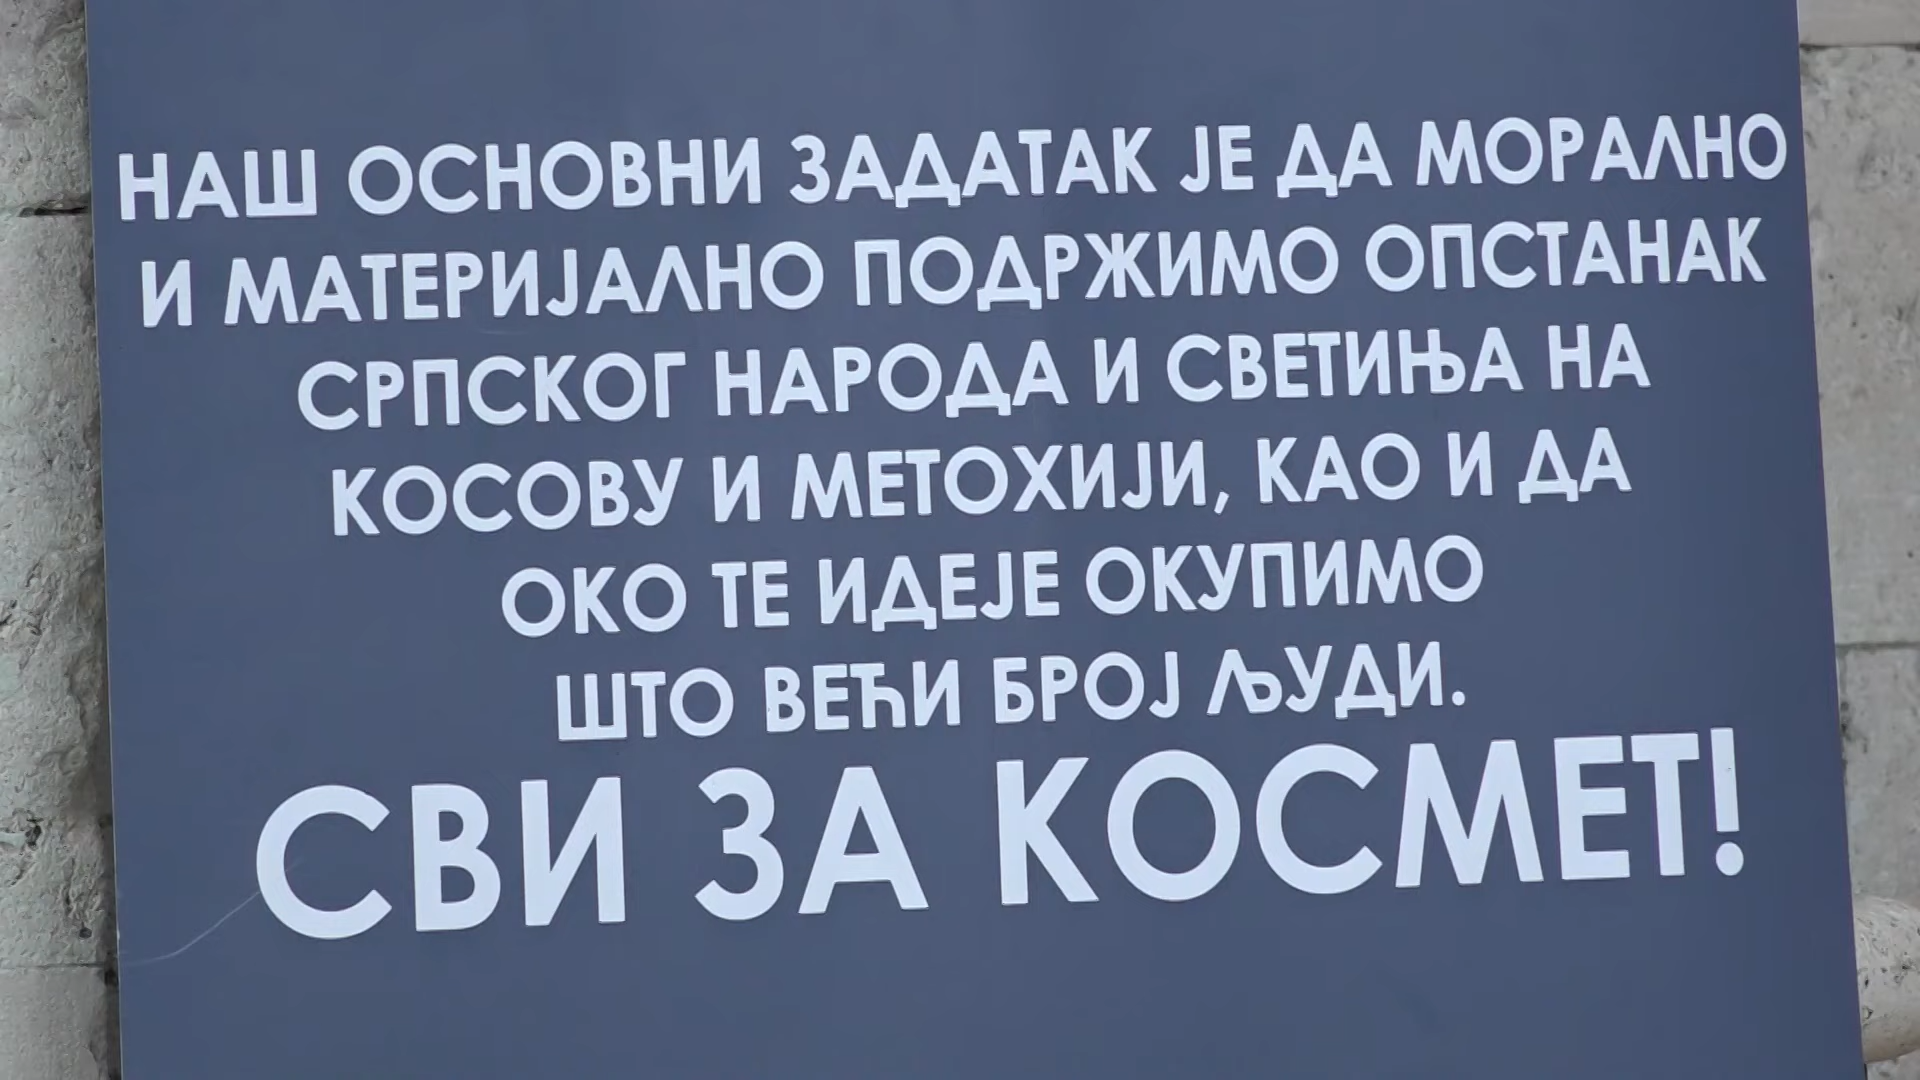 НАШ ОСНОВНИ ЗАДАТАК ЈЕ ДА МОРАЛНО
И МАТЕРИЈАЛНО ПОДРЖИМО ОПСТАНАК
СРПСКОГ НАРОДА И СВЕТИЊА НА
КОСОВУ И МЕТОХИЈИ, КАО И ДА
ОКО ТЕ ИДЕЈЕ ОКУПИМО
ШТО ВЕЋИ БРОЈ ЉУДИ.
СВИ ЗА КОСМЕТ!